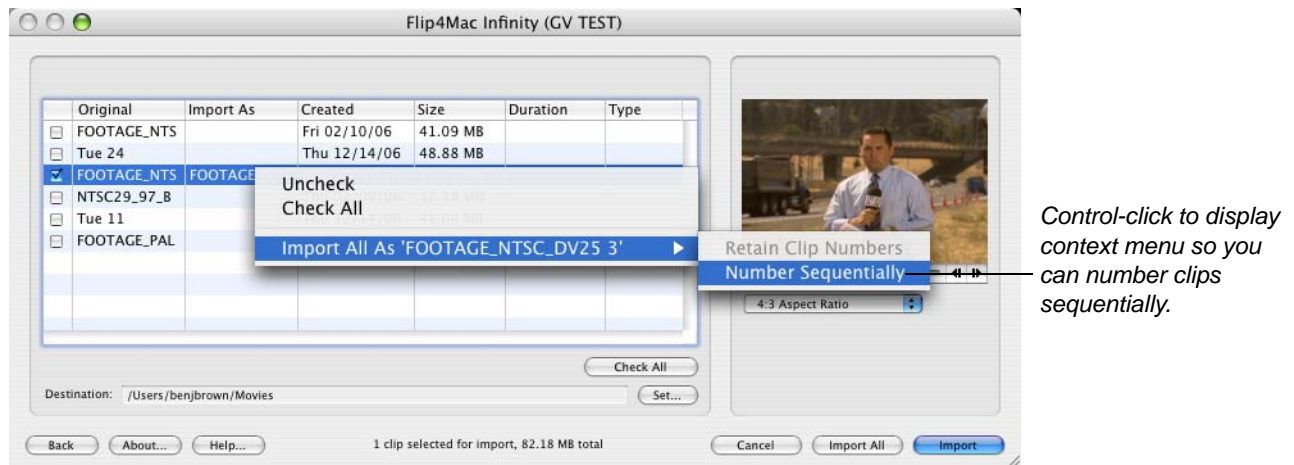 Flip4Mac Infinity (GV TEST)
Original Import As Created Size Duration Type
FOOTAGE_NTS Fri 02/10/06 41.09 MB
Tue 24 Thu 12/14/06 48.88 MB
FOOTAGE_NTS FOOTAGE
NTSC29_97_B
Tue 11
FOOTAGE_PAL
Uncheck
Check All
Import All As 'FOOTAGE_NTSC_DV25 3'
Retain Clip Numbers
Number Sequentially
4:3 Aspect Ratio
Control-click to display
context menu so you
can number clips
sequentially.
Check All
Destination: /Users/benjbrown/Movies Set...
Back About... Help... 1 clip selected for import, 82.18 MB total Cancel Import All Import